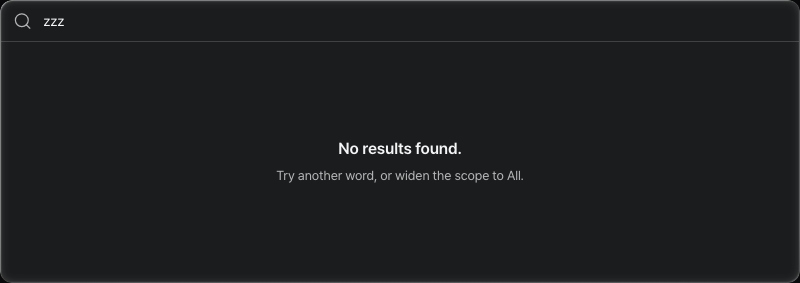 zzz
No results found.
Try another word, or widen the scope to All.